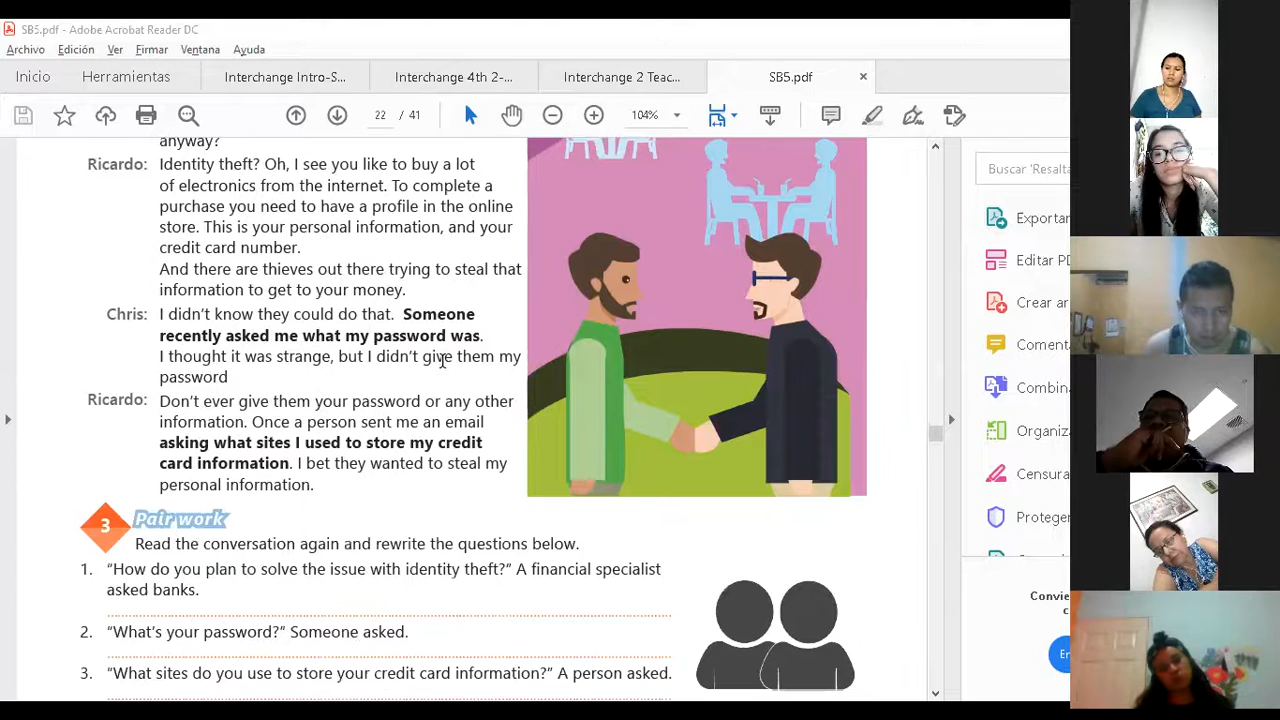 SB5.pdf - Adobe Acrobat Reader DC
Archivo Edición Ver Firmar Ventana Ayuda
Inicio Herramientas Interchange Intro-S... Interchange 4th 2-... Interchange 2 Teac... SB5.pdf ×
22 / 41 104%
anyway?
Ricardo: Identity theft? Oh, I see you like to buy a lot
of electronics from the internet. To complete a
purchase you need to have a profile in the online
store. This is your personal information, and your
credit card number.
And there are thieves out there trying to steal that
information to get to your money.
Chris: I didn't know they could do that. Someone
recently asked me what my password was.
I thought it was strange, but I didn't give them my
password
Ricardo: Don't ever give them your password or any other
information. Once a person sent me an email
asking what sites I used to store my credit
card information. I bet they wanted to steal my
personal information.
3 Pair work
Read the conversation again and rewrite the questions below.
1. "How do you plan to solve the issue with identity theft?" A financial specialist
asked banks.
2. "What's your password?" Someone asked.
3. "What sites do you use to store your credit card information?" A person asked.
Buscar 'Resalta
Exportar
Editar PD
Crear ar
Coment
Combin
Organiz
Censura
Proteger
Convie